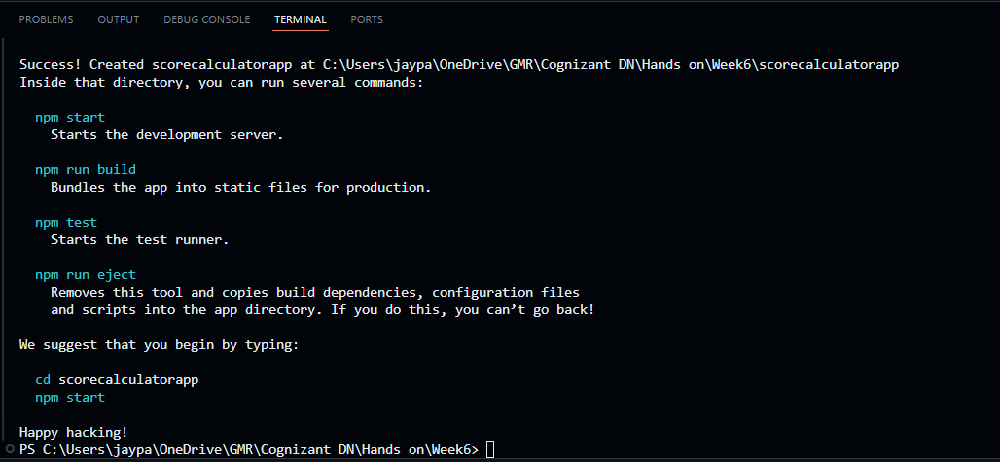 PROBLEMS OUTPUT DEBUG CONSOLE TERMINAL PORTS
Success! Created scorecalculatorapp at C:\Users\jaypa\OneDrive\GMR\Cognizant DN\Hands on\Week6\scorecalculatorapp
Inside that directory, you can run several commands:
npm start
Starts the development server.
npm run build
Bundles the app into static files for production.
npm test
Starts the test runner.
npm run eject
Removes this tool and copies build dependencies, configuration files
and scripts into the app directory. If you do this, you can’t go back!
We suggest that you begin by typing:
cd scorecalculatorapp
npm start
Happy hacking!
PS C:\Users\jaypa\OneDrive\GMR\Cognizant DN\Hands on\Week6>